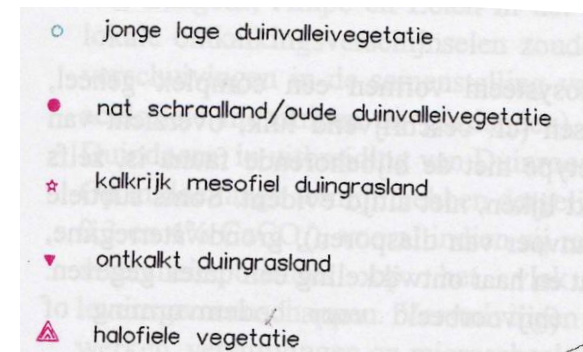 jonge lage duinvalleivegetatie
nat schraalland/oude duinvalleivegetatie
kalkrijk mesofiel duingrasland
ontkalkt duingrasland
halofiele vegetatie